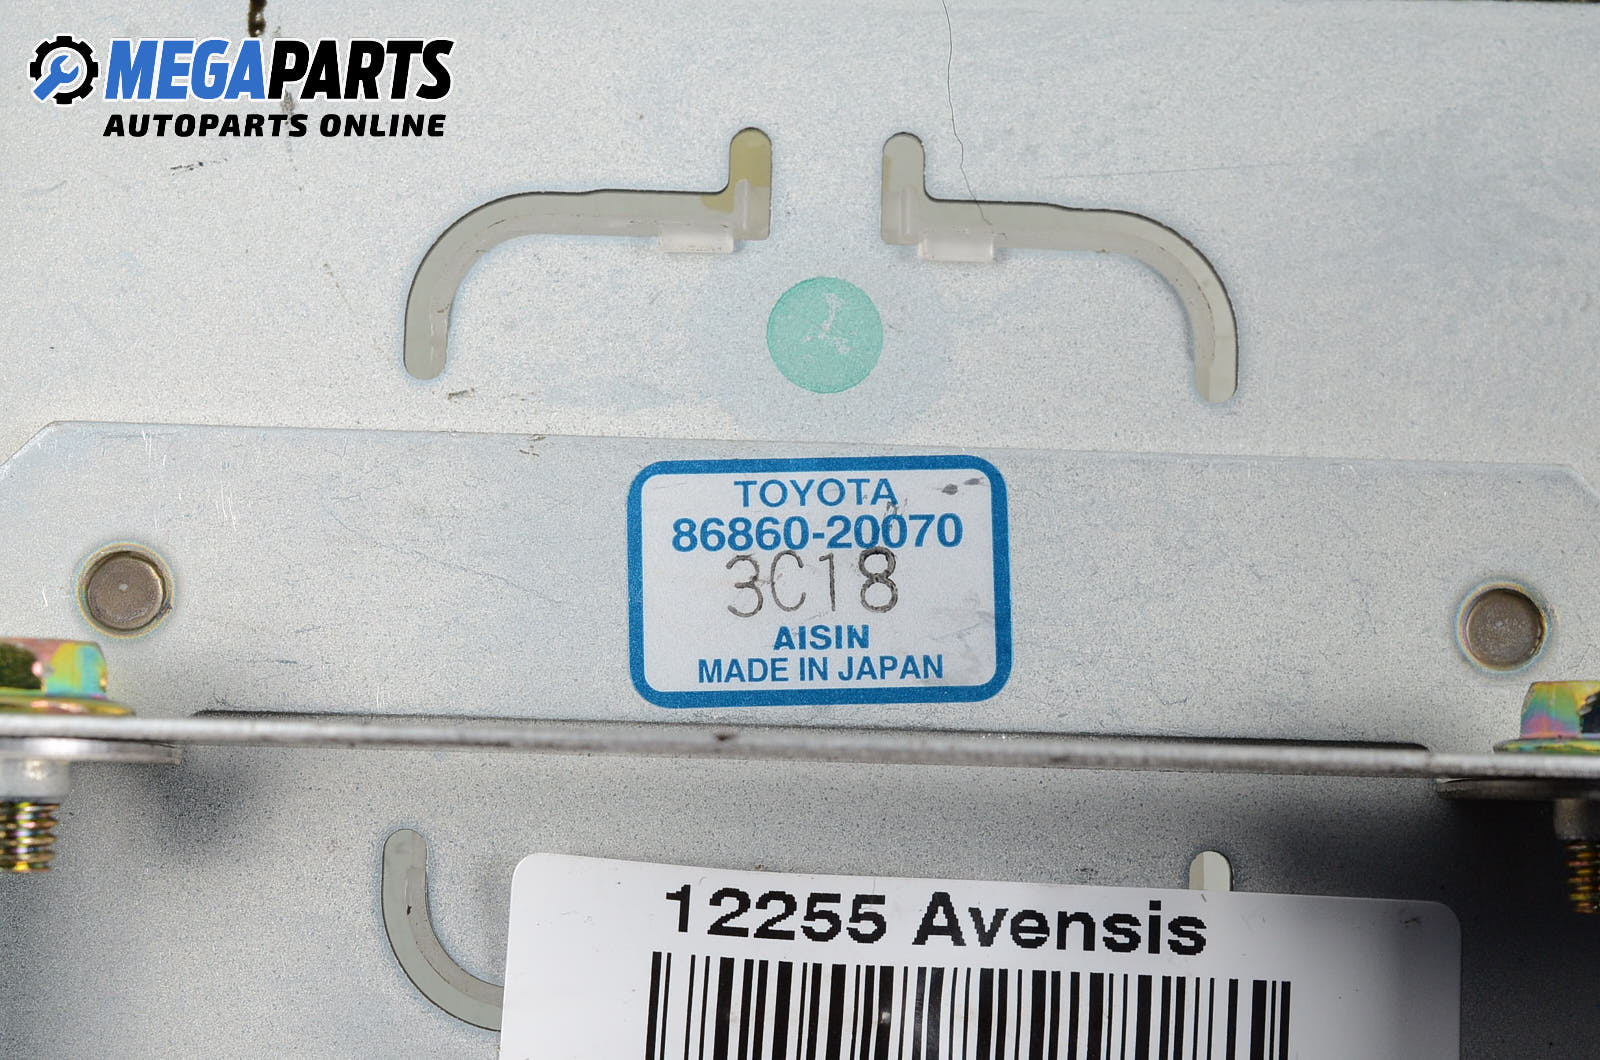 MEGAPARTS
AUTOPARTS ONLINE
TOYOTA
86860-20070
3C18
AISIN
MADE IN JAPAN
12255 Avensis